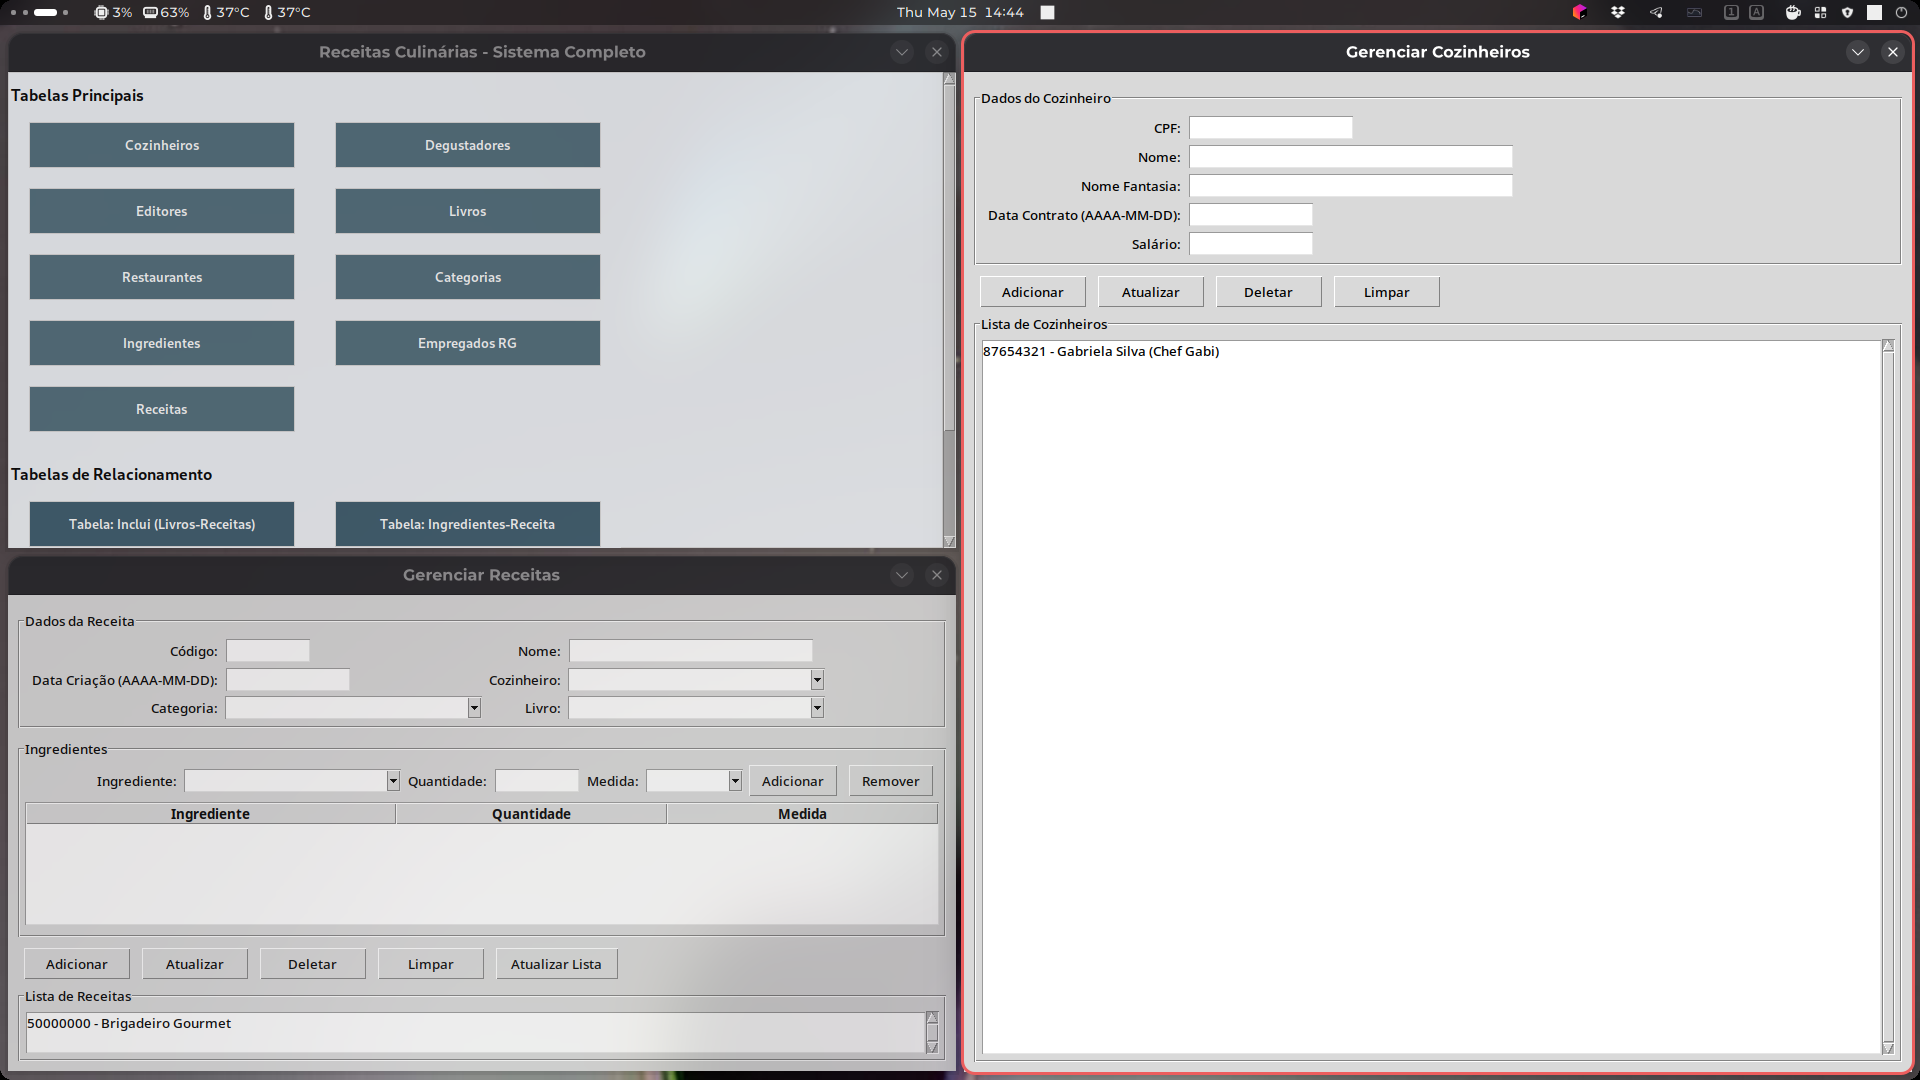 3% 63% 37°C 37°C Thu May 15 14:44 1 A
Receitas Culinárias - Sistema Completo
Tabelas Principais
Cozinheiros Degustadores
Editores Livros
Restaurantes Categorias
Ingredientes Empregados RG
Receitas
Tabelas de Relacionamento
Tabela: Inclui (Livros-Receitas) Tabela: Ingredientes-Receita
Gerenciar Receitas
Dados da Receita
Código: Nome:
Data Criação (AAAA-MM-DD): Cozinheiro:
Categoria: Livro:
Ingredientes
Ingrediente: Quantidade: Medida: Adicionar Remover
Ingrediente Quantidade Medida
Adicionar Atualizar Deletar Limpar Atualizar Lista
Lista de Receitas
50000000 - Brigadeiro Gourmet
Gerenciar Cozinheiros
Dados do Cozinheiro
CPF:
Nome:
Nome Fantasia:
Data Contrato (AAAA-MM-DD):
Salário:
Adicionar Atualizar Deletar Limpar
Lista de Cozinheiros
87654321 - Gabriela Silva (Chef Gabi)